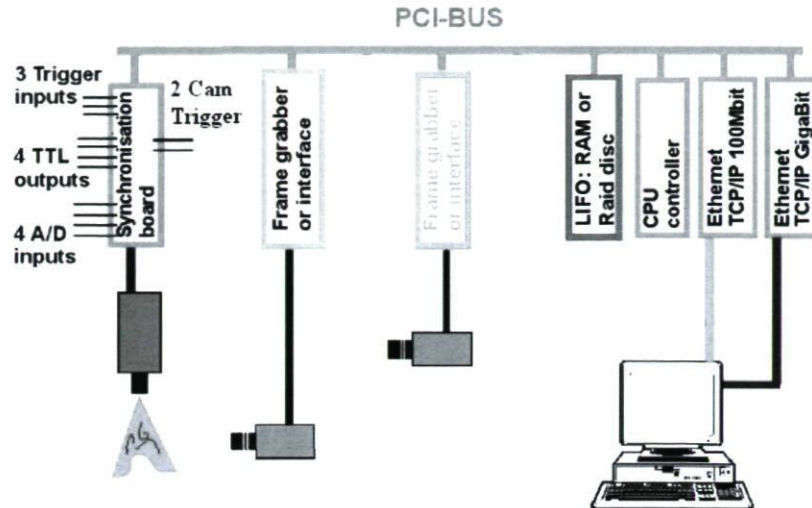 PCI-BUS
3 Trigger
inputs
4 TTL
outputs
4 A/D
inputs
Synchronisation
board
2 Cam
Trigger
Frame grabber
or interface
Frame grabber
or interface
LIFO: RAM or
Raid disc
CPU
controller
Ethernet
TCP/IP 100Mbit
Ethernet
TCP/IP GigaBit